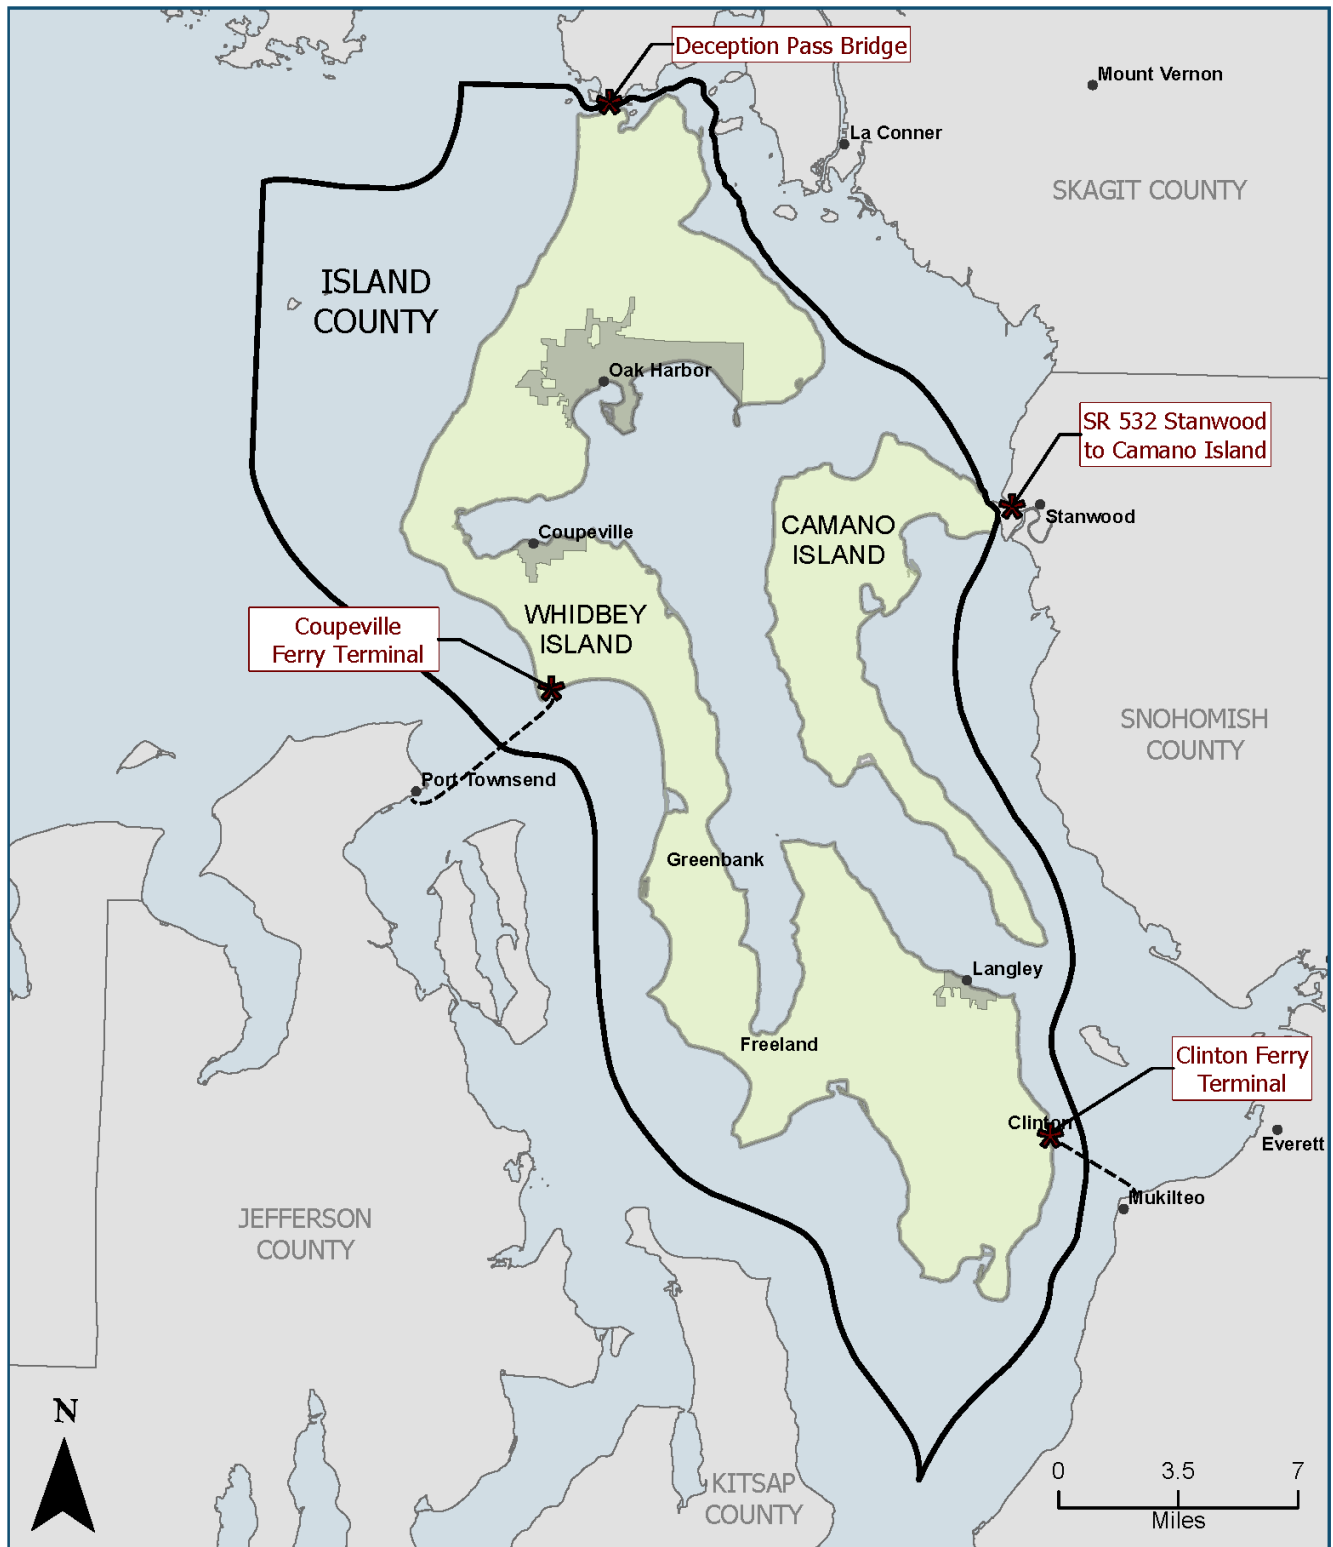 Deception Pass Bridge
Mount Vernon
La Conner
SKAGIT COUNTY
ISLAND
COUNTY
Oak Harbor
SR 532 Stanwood
to Camano Island
Stanwood
CAMANO
ISLAND
Coupeville
WHIDBEY
ISLAND
Coupeville
Ferry Terminal
SNOHOMISH
COUNTY
Port Townsend
Greenbank
Langley
Freeland
Clinton Ferry
Terminal
Clinton
Everett
Mukilteo
JEFFERSON
COUNTY
KITSAP
COUNTY
N
0 3.5 7
Miles